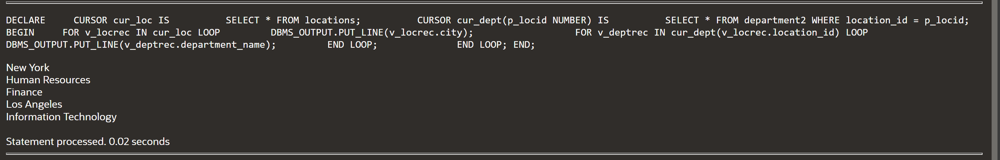 DECLARE     CURSOR cur_loc IS          SELECT * FROM locations;          CURSOR cur_dept(p_locid NUMBER) IS          SELECT * FROM department2 WHERE location_id = p_locid;
BEGIN     FOR v_locrec IN cur_loc LOOP         DBMS_OUTPUT.PUT_LINE(v_locrec.city);                  FOR v_deptrec IN cur_dept(v_locrec.location_id) LOOP
DBMS_OUTPUT.PUT_LINE(v_deptrec.department_name);         END LOOP;              END LOOP; END;
New York
Human Resources
Finance
Los Angeles
Information Technology
Statement processed. 0.02 seconds